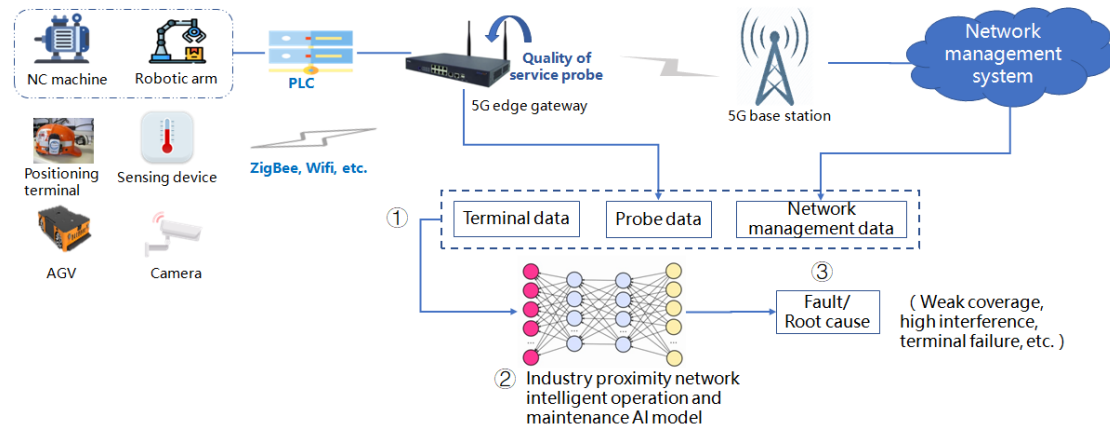 NC machine
Robotic arm
PLC
Quality of
service probe
5G edge gateway
5G base station
Network
management
system
Positioning
terminal
Sensing device
ZigBee, Wifi, etc.
AGV
Camera
①
Terminal data
Probe data
Network
management data
③
Fault/
Root cause
( Weak coverage,
high interference,
terminal failure, etc. )
② Industry proximity network
intelligent operation and
maintenance AI model